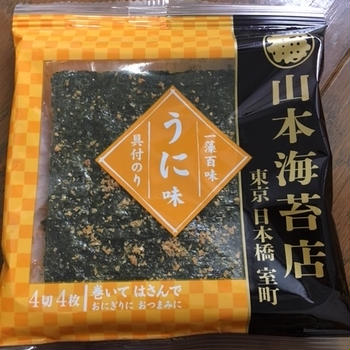 山本海苔店
東京 日本橋 室町
一藻百味
うに味
具付のり
4切4枚
巻いて はさんで
おにぎりに おつまみに